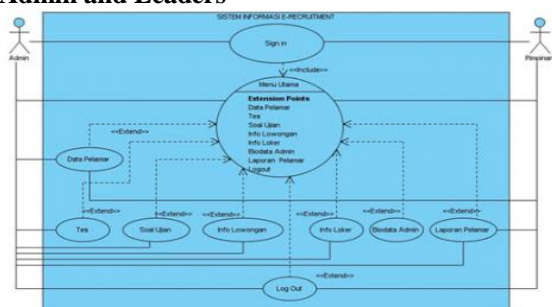 Admin and Leaders
SISTEM INFORMASI E-RECRUITMENT
Sign in
Admin
Pimpinan
<<Include>>
Menu Utama
Extension Points
Data Pelamar
Tes
Soal Ujian
Info Lowongan
Info Loker
Biodata Admin
Laporan Pelamar
Logout
<<Extend>>
Data Pelamar
<<Extend>>
<<Extend>>
<<Extend>>
<<Extend>>
<<Extend>>
<<Extend>>
Tes
Soal Ujian
Info Lowongan
Info Loker
Biodata Admin
Laporan Pelamar
<<Extend>>
Log Out